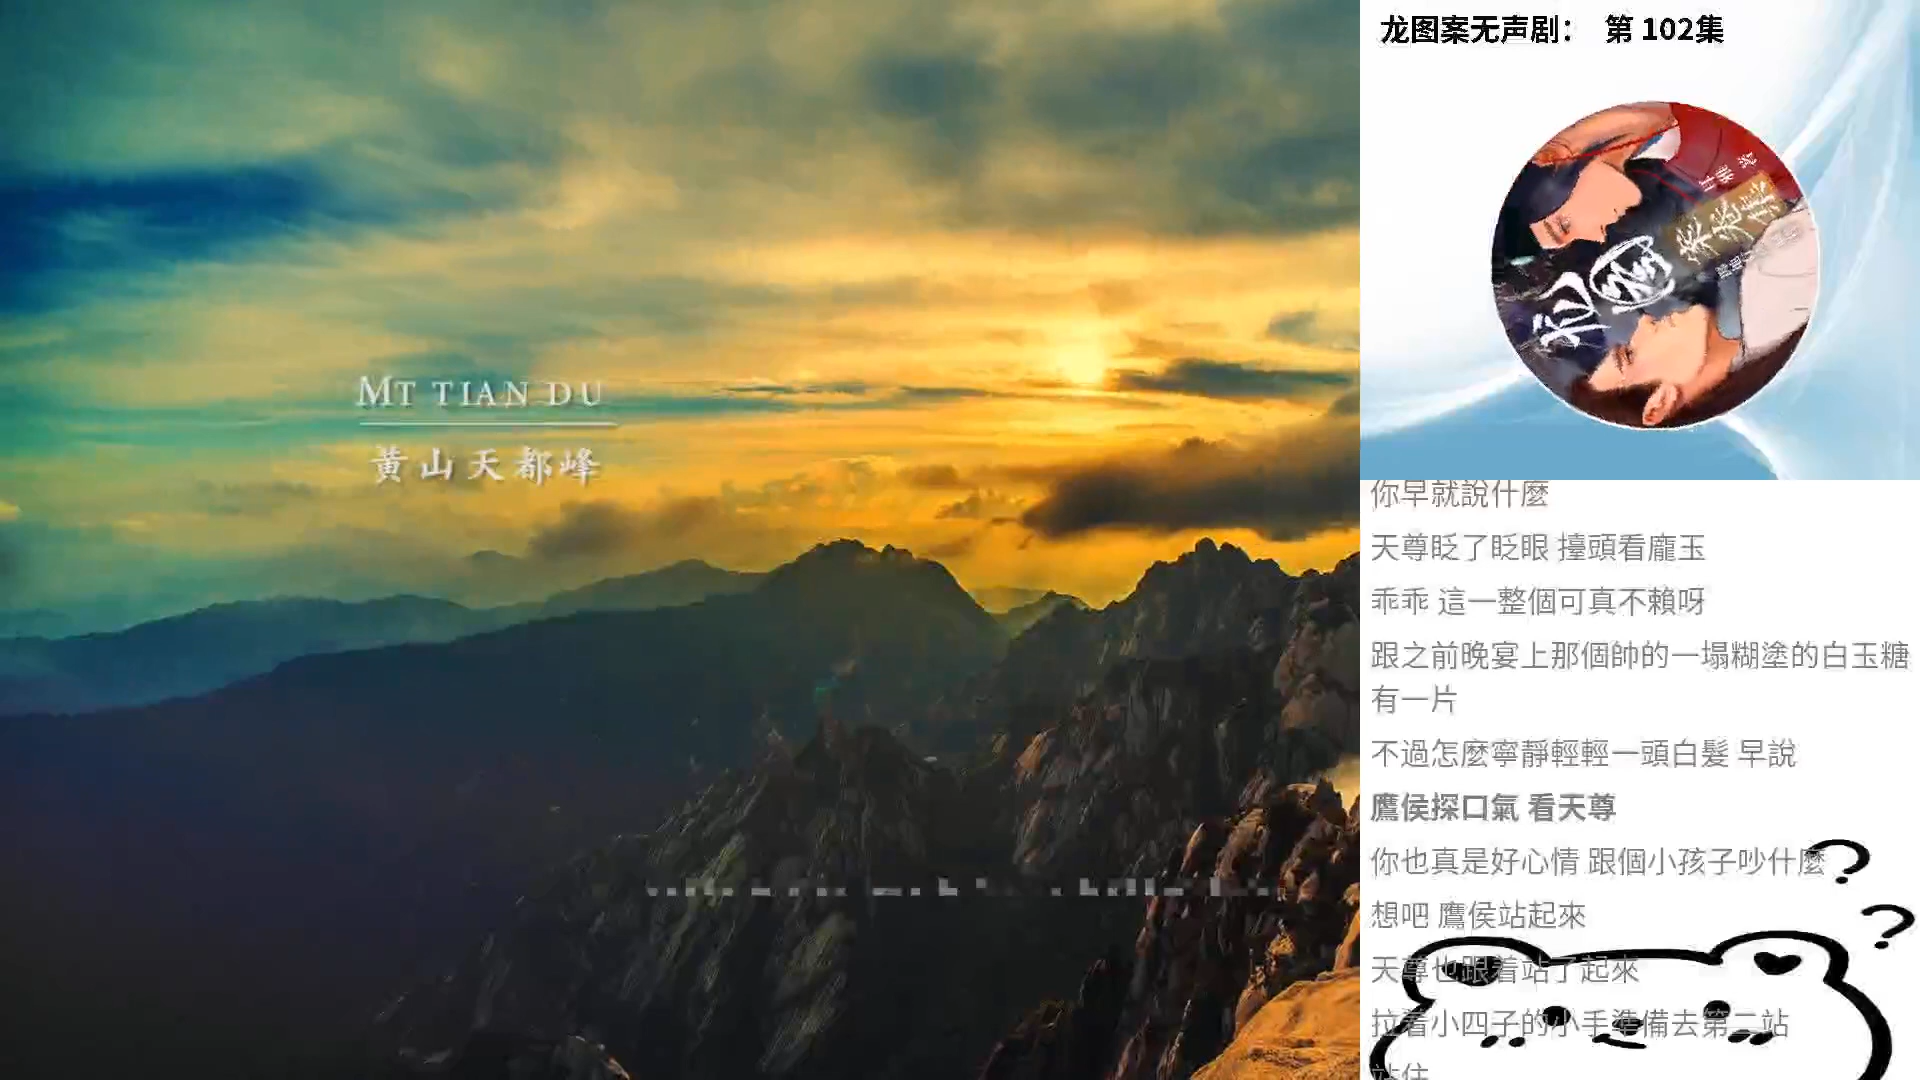 MT TIAN DU
黄山天都峰
龙图案无声剧： 第 102集
你早就說什麼
天尊眨了眨眼 擡頭看龐玉
乖乖 這一整個可真不賴呀
跟之前晚宴上那個帥的一塌糊塗的白玉糖
有一片
不過怎麼寧靜輕輕一頭白髮 早說
鷹侯探口氣 看天尊
你也真是好心情 跟個小孩子吵什麼
想吧 鷹侯站起來
天尊也跟着站了起來
拉着小四子的小手準備去第二站
站住